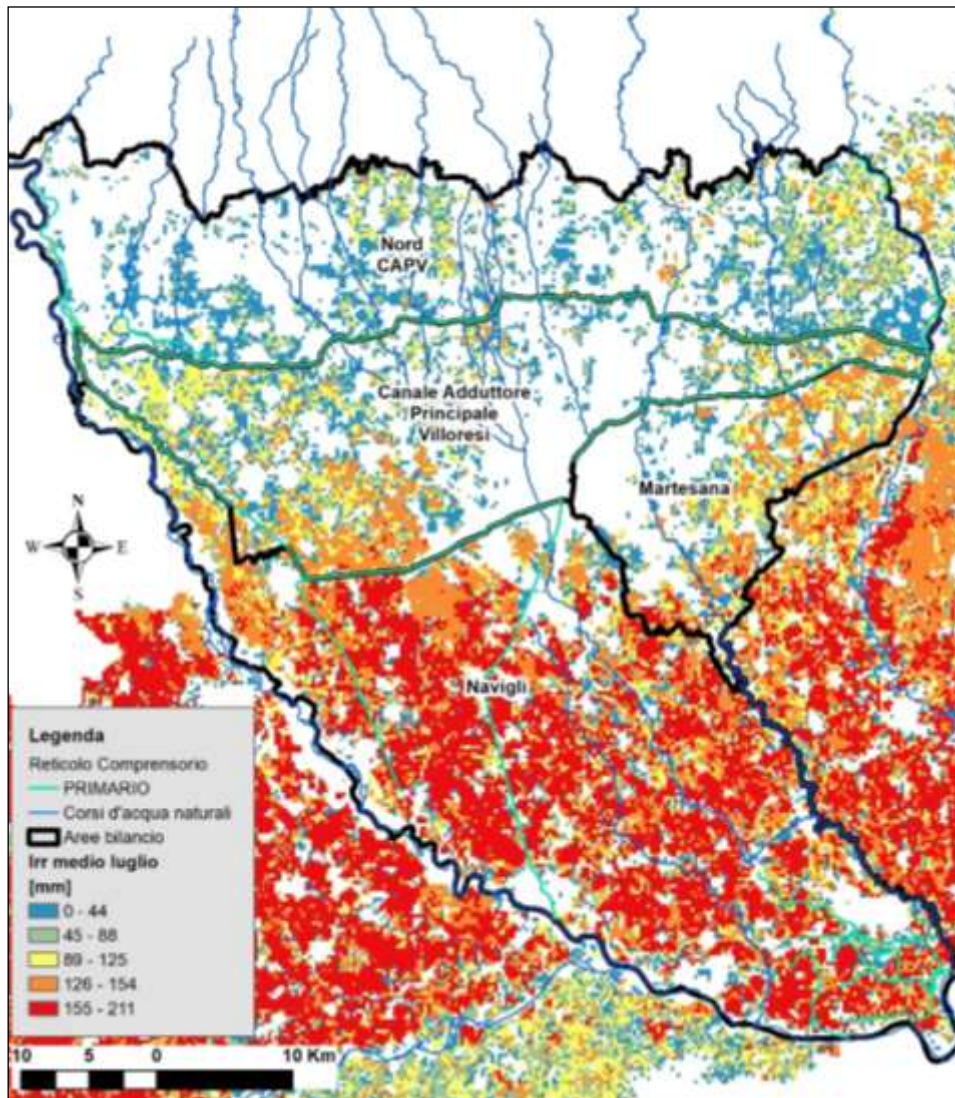 Nord
CAPV
Canale Adduttore
Principale
Villoresi
Martesana
N
W E
S
Navigli
Legenda
Reticolo Comprensorio
PRIMARIO
Corsi d'acqua naturali
Aree bilancio
Irr medio luglio
[mm]
0 - 44
45 - 88
89 - 125
126 - 154
155 - 211
10 5 0 10 Km